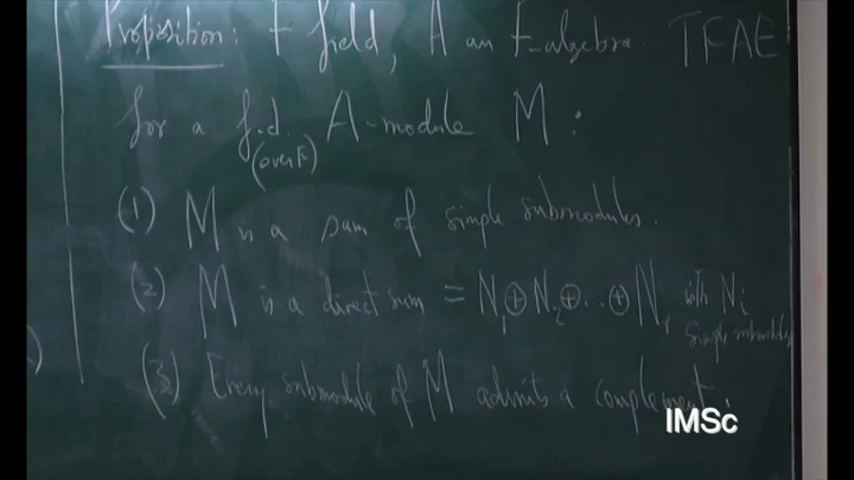 Proposition: F field, A an F-algebra. TFAE
for a f.d. A-module M :
(over F)
(1) M is a sum of simple submodules.
(2) M is a direct sum = N₁⊕N₂⊕...⊕Nᵣ with Nᵢ
simple submodules
(3) Every submodule of M admits a complement.
IMSc